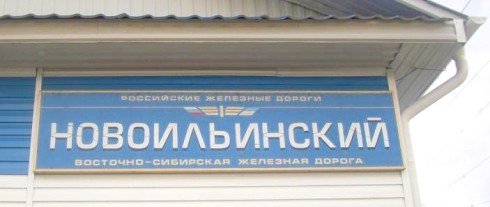 РОССИЙСКИЕ ЖЕЛЕЗНЫЕ ДОРОГИ
НОВОИЛЬИНСКИЙ
ВОСТОЧНО-СИБИРСКАЯ ЖЕЛЕЗНАЯ ДОРОГА